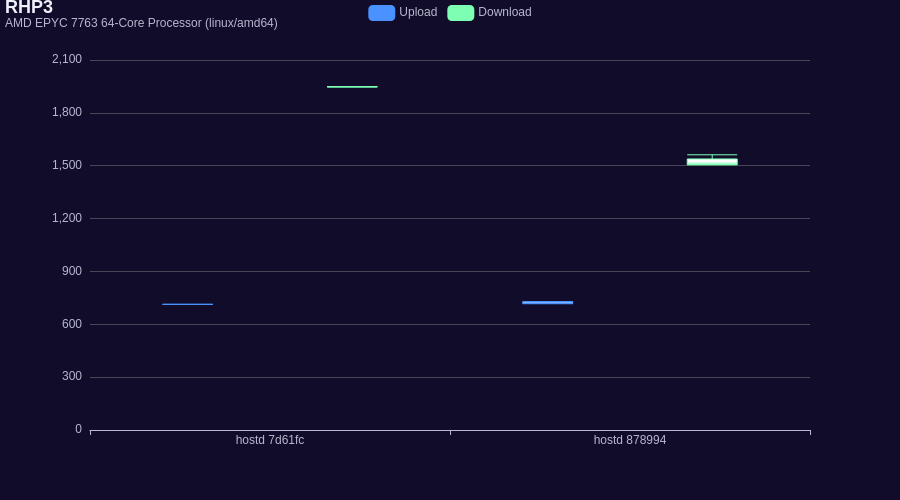 RHP3
AMD EPYC 7763 64-Core Processor (linux/amd64)
Upload
Download
2,100
1,800
1,500
1,200
900
600
300
0
hostd 7d61fc
hostd 878994